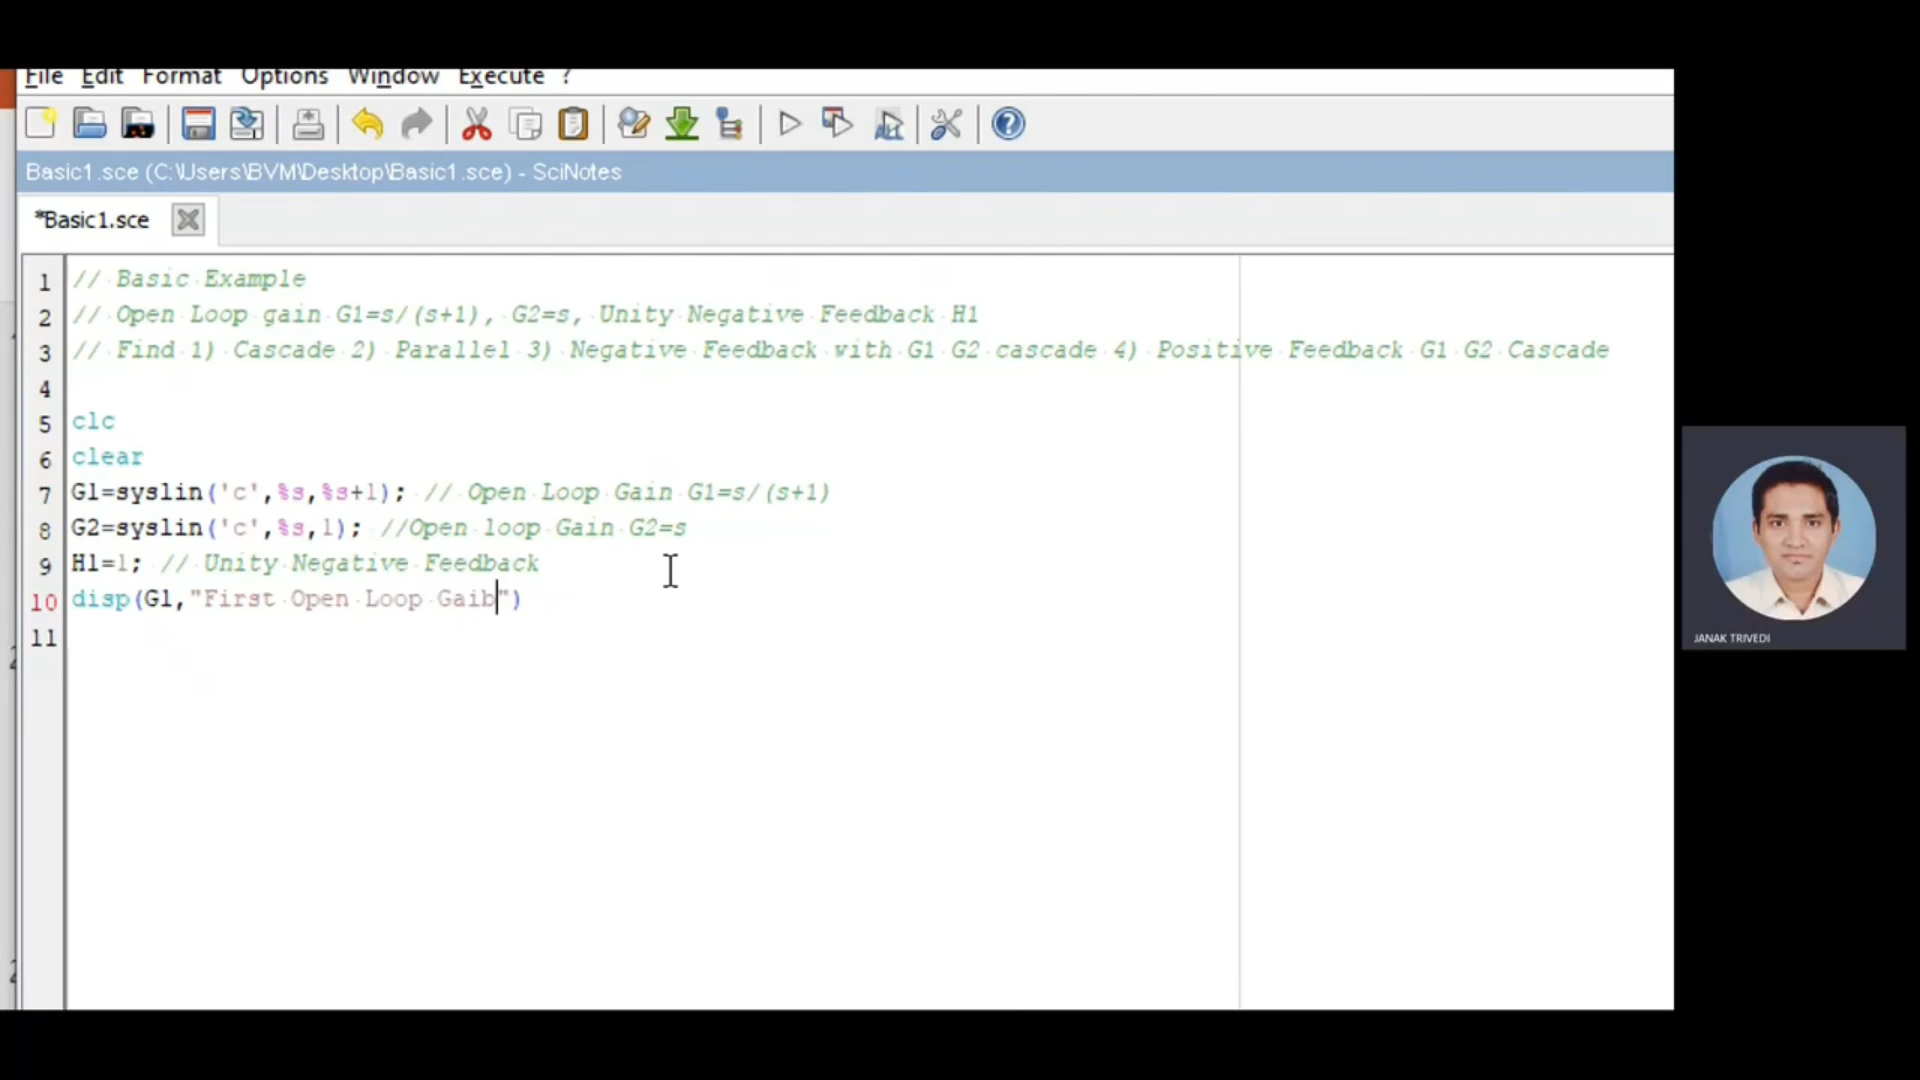 File Edit Format Options Window Execute ?
Basic1.sce (C:\Users\BVM\Desktop\Basic1.sce) - SciNotes
*Basic1.sce
1 // Basic Example
2 // Open Loop gain G1=s/(s+1), G2=s, Unity Negative Feedback H1
3 // Find 1) Cascade 2) Parallel 3) Negative Feedback with G1 G2 cascade 4) Positive Feedback G1 G2 Cascade
4
5 clc
6 clear
7 G1=syslin('c',%s,%s+1); // Open Loop Gain G1=s/(s+1)
8 G2=syslin('c',%s,1); //Open loop Gain G2=s
9 H1=1; // Unity Negative Feedback
10 disp(G1,"First Open Loop Gaib")
11
JANAK TRIVEDI